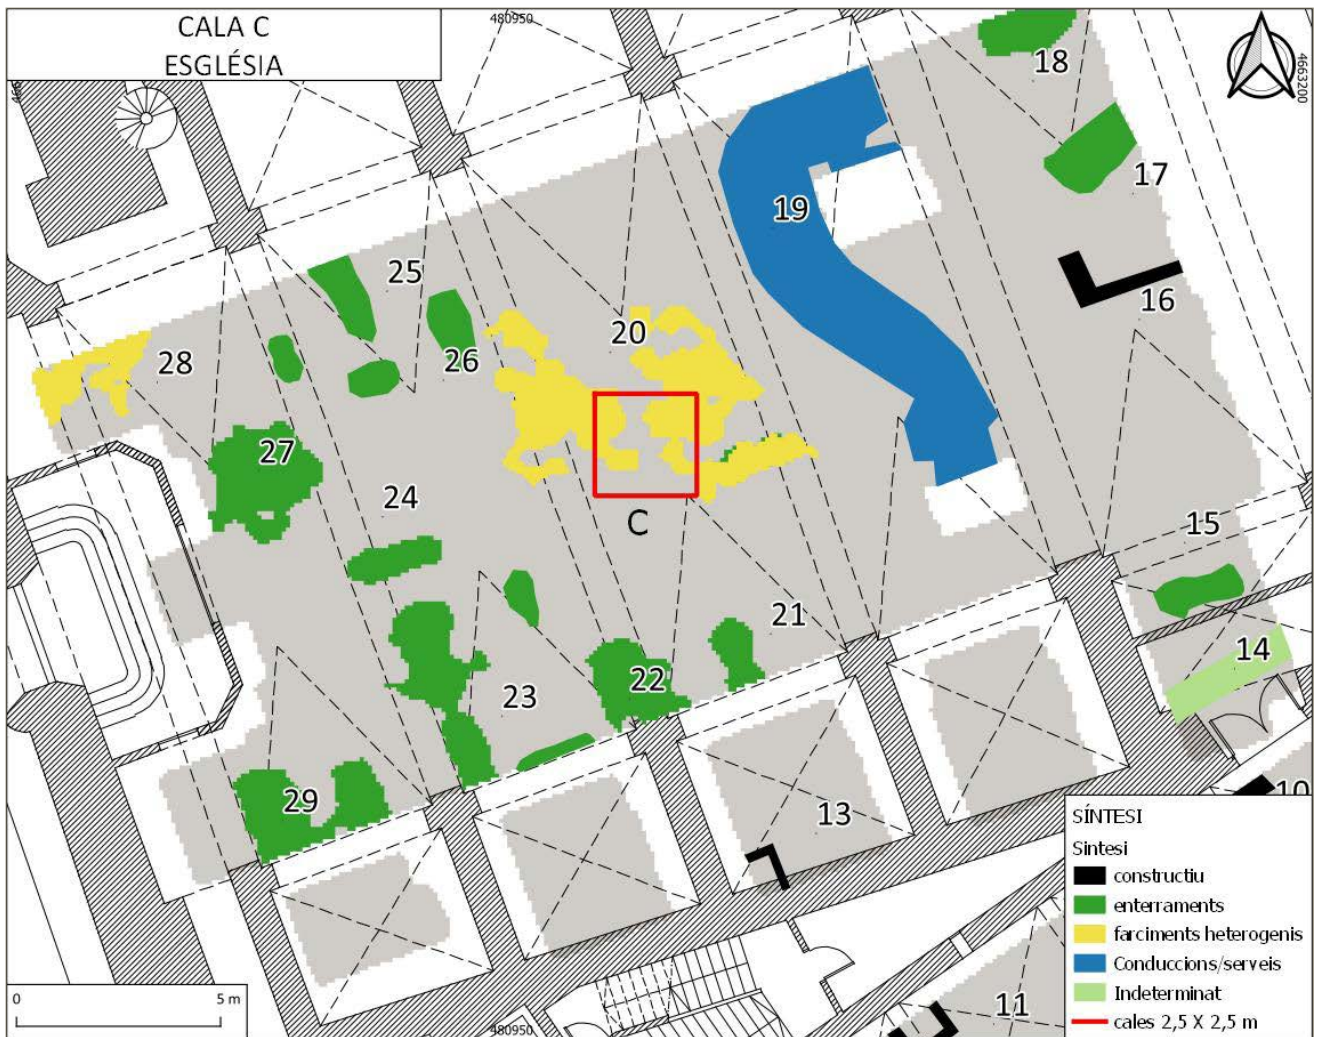 CALA C
ESGLÉSIA
480950
4663200
18
17
19
16
25
20
26
28
27
24
C
15
21
14
22
23
29
13
10
11
SÍNTESI
Síntesi
constructiu
enterraments
farciments heterogenis
Conduccions/serveis
Indeterminat
cales 2,5 X 2,5 m
0 5 m
480950